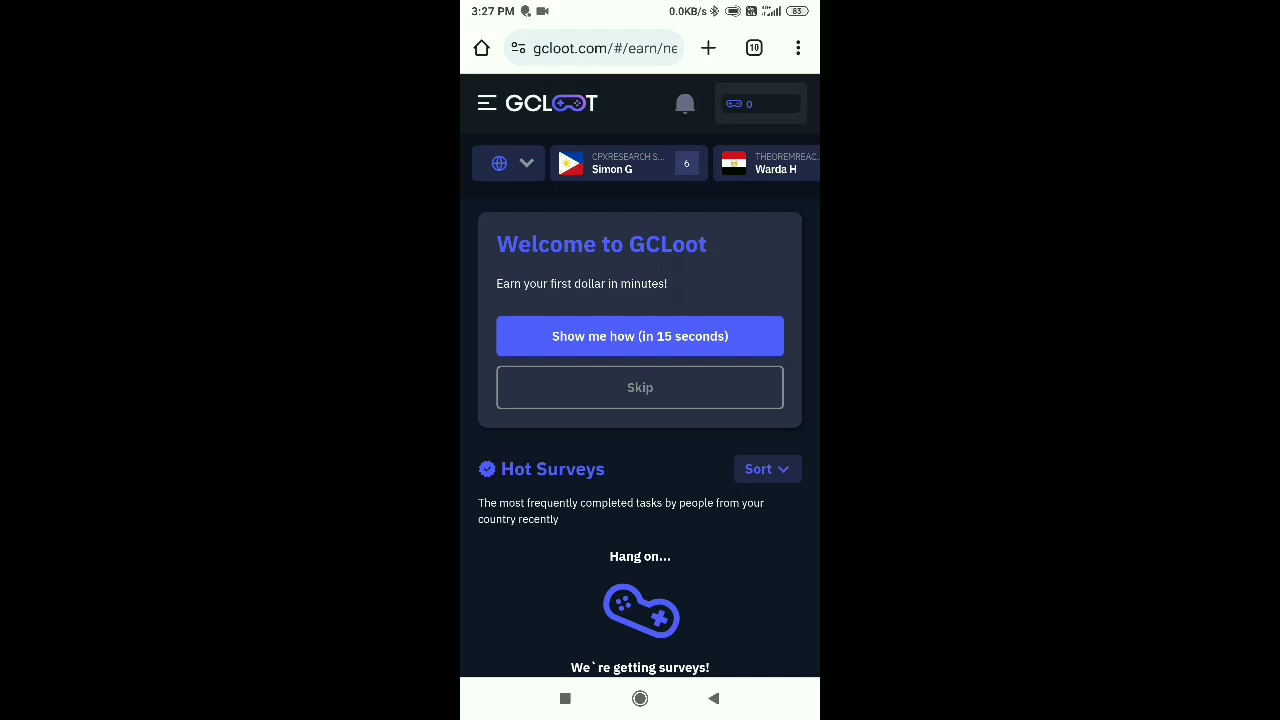 3:27 PM 0.0KB/s 83
gcloot.com/#/earn/ne 10
GCLOOT 0
CPXRESEARCH S... THEOREMREAC...
Simon G 6 Warda H
Welcome to GCLoot
Earn your first dollar in minutes!
Show me how (in 15 seconds)
Skip
Hot Surveys Sort
The most frequently completed tasks by people from your
country recently
Hang on...
We`re getting surveys!